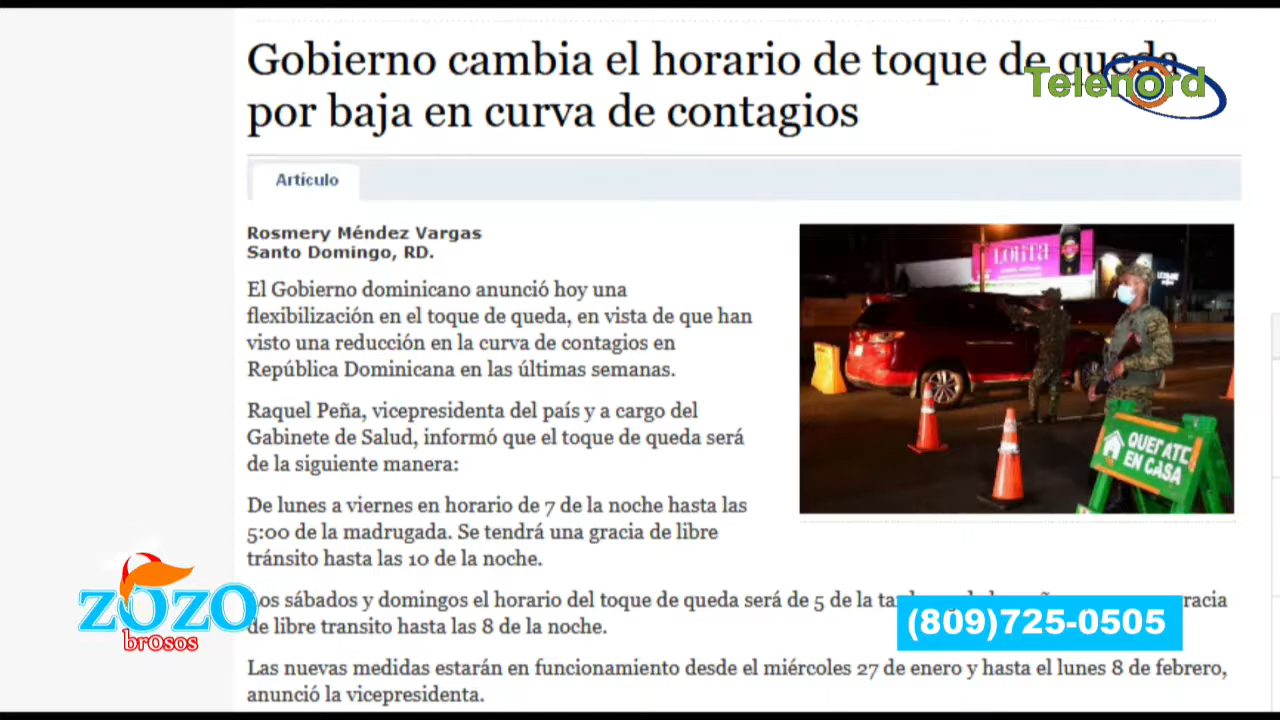 Gobierno cambia el horario de toque de queda
por baja en curva de contagios
Telenord
Artículo
Rosmery Méndez Vargas
Santo Domingo, RD.
El Gobierno dominicano anunció hoy una
flexibilización en el toque de queda, en vista de que han
visto una reducción en la curva de contagios en
República Dominicana en las últimas semanas.
Raquel Peña, vicepresidenta del país y a cargo del
Gabinete de Salud, informó que el toque de queda será
de la siguiente manera:
De lunes a viernes en horario de 7 de la noche hasta las
5:00 de la madrugada. Se tendrá una gracia de libre
tránsito hasta las 10 de la noche.
Los sábados y domingos el horario del toque de queda será de 5 de la
de libre transito hasta las 8 de la noche.
Las nuevas medidas estarán en funcionamiento desde el miércoles 27 de enero y hasta el lunes 8 de febrero,
anunció la vicepresidenta.
LOHTA
QUEDATE
EN CASA
ZOZO
brOsos
(809)725-0505